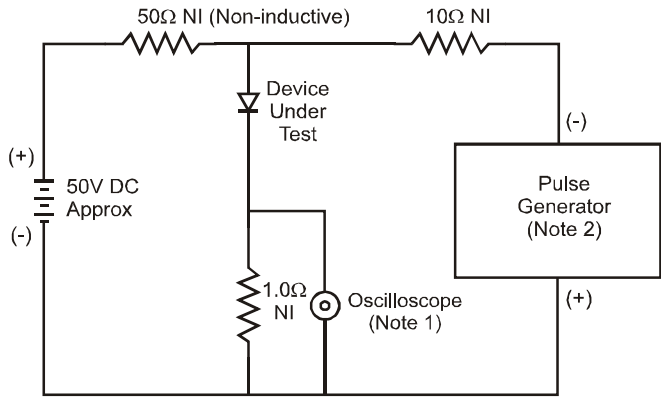 50Ω NI (Non-inductive)
10Ω NI
Device
Under
Test
(-)
(+)
50V DC
Approx
(-)
Pulse
Generator
(Note 2)
1.0Ω
NI
Oscilloscope
(Note 1)
(+)